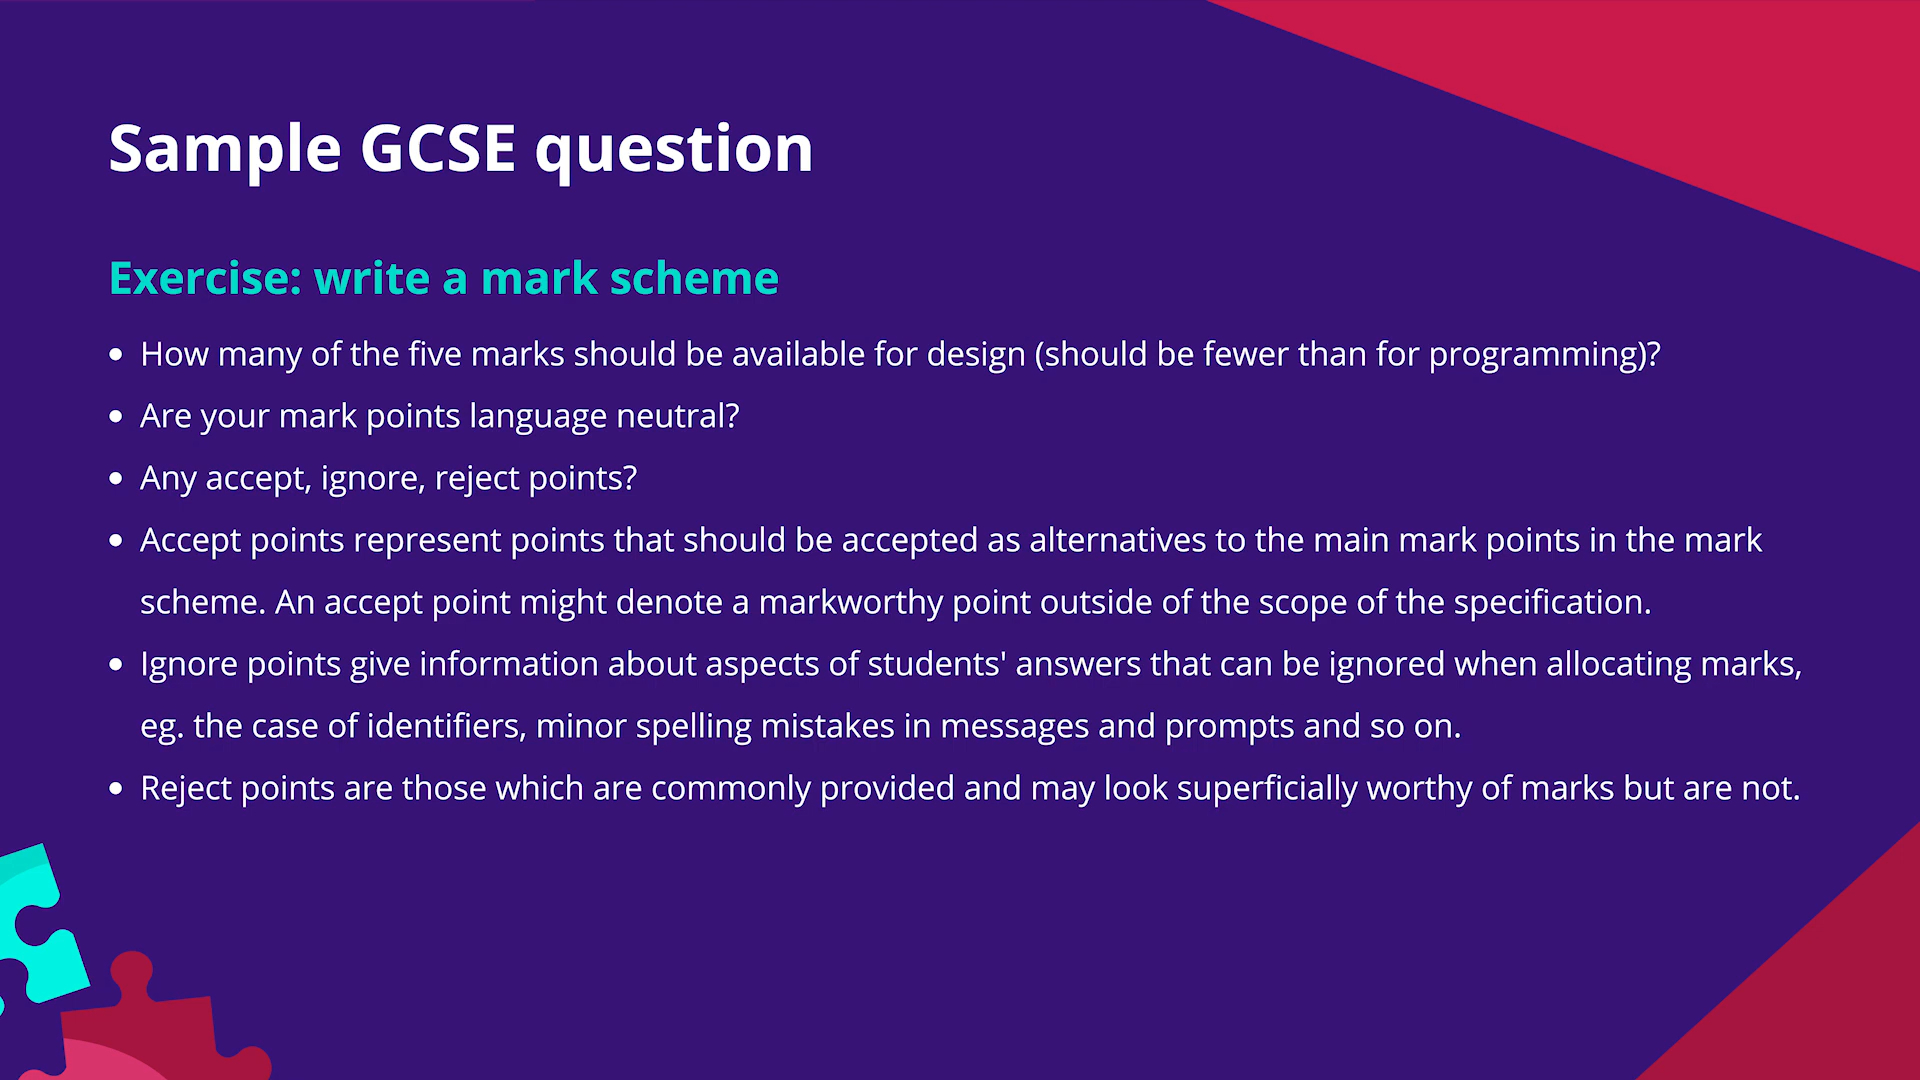 Sample GCSE question
Exercise: write a mark scheme
• How many of the five marks should be available for design (should be fewer than for programming)?
• Are your mark points language neutral?
• Any accept, ignore, reject points?
• Accept points represent points that should be accepted as alternatives to the main mark points in the mark
scheme. An accept point might denote a markworthy point outside of the scope of the specification.
• Ignore points give information about aspects of students' answers that can be ignored when allocating marks,
eg. the case of identifiers, minor spelling mistakes in messages and prompts and so on.
• Reject points are those which are commonly provided and may look superficially worthy of marks but are not.